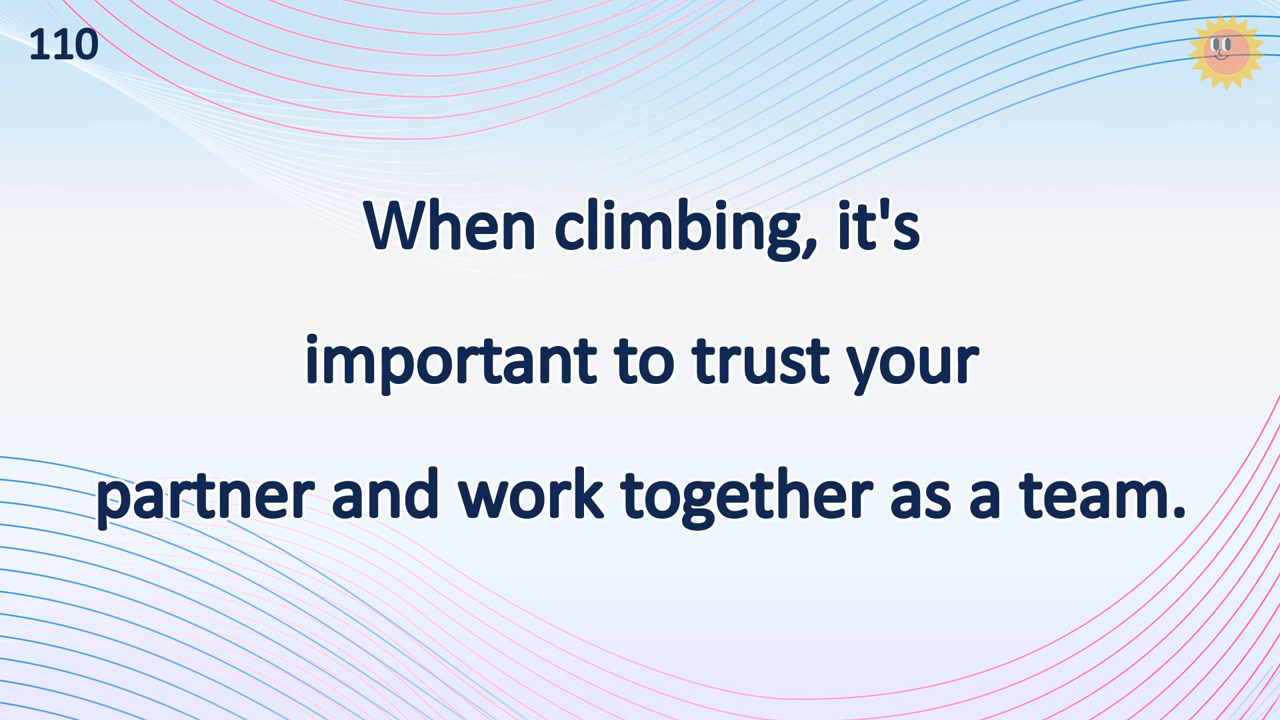 110
When climbing, it's
important to trust your
partner and work together as a team.